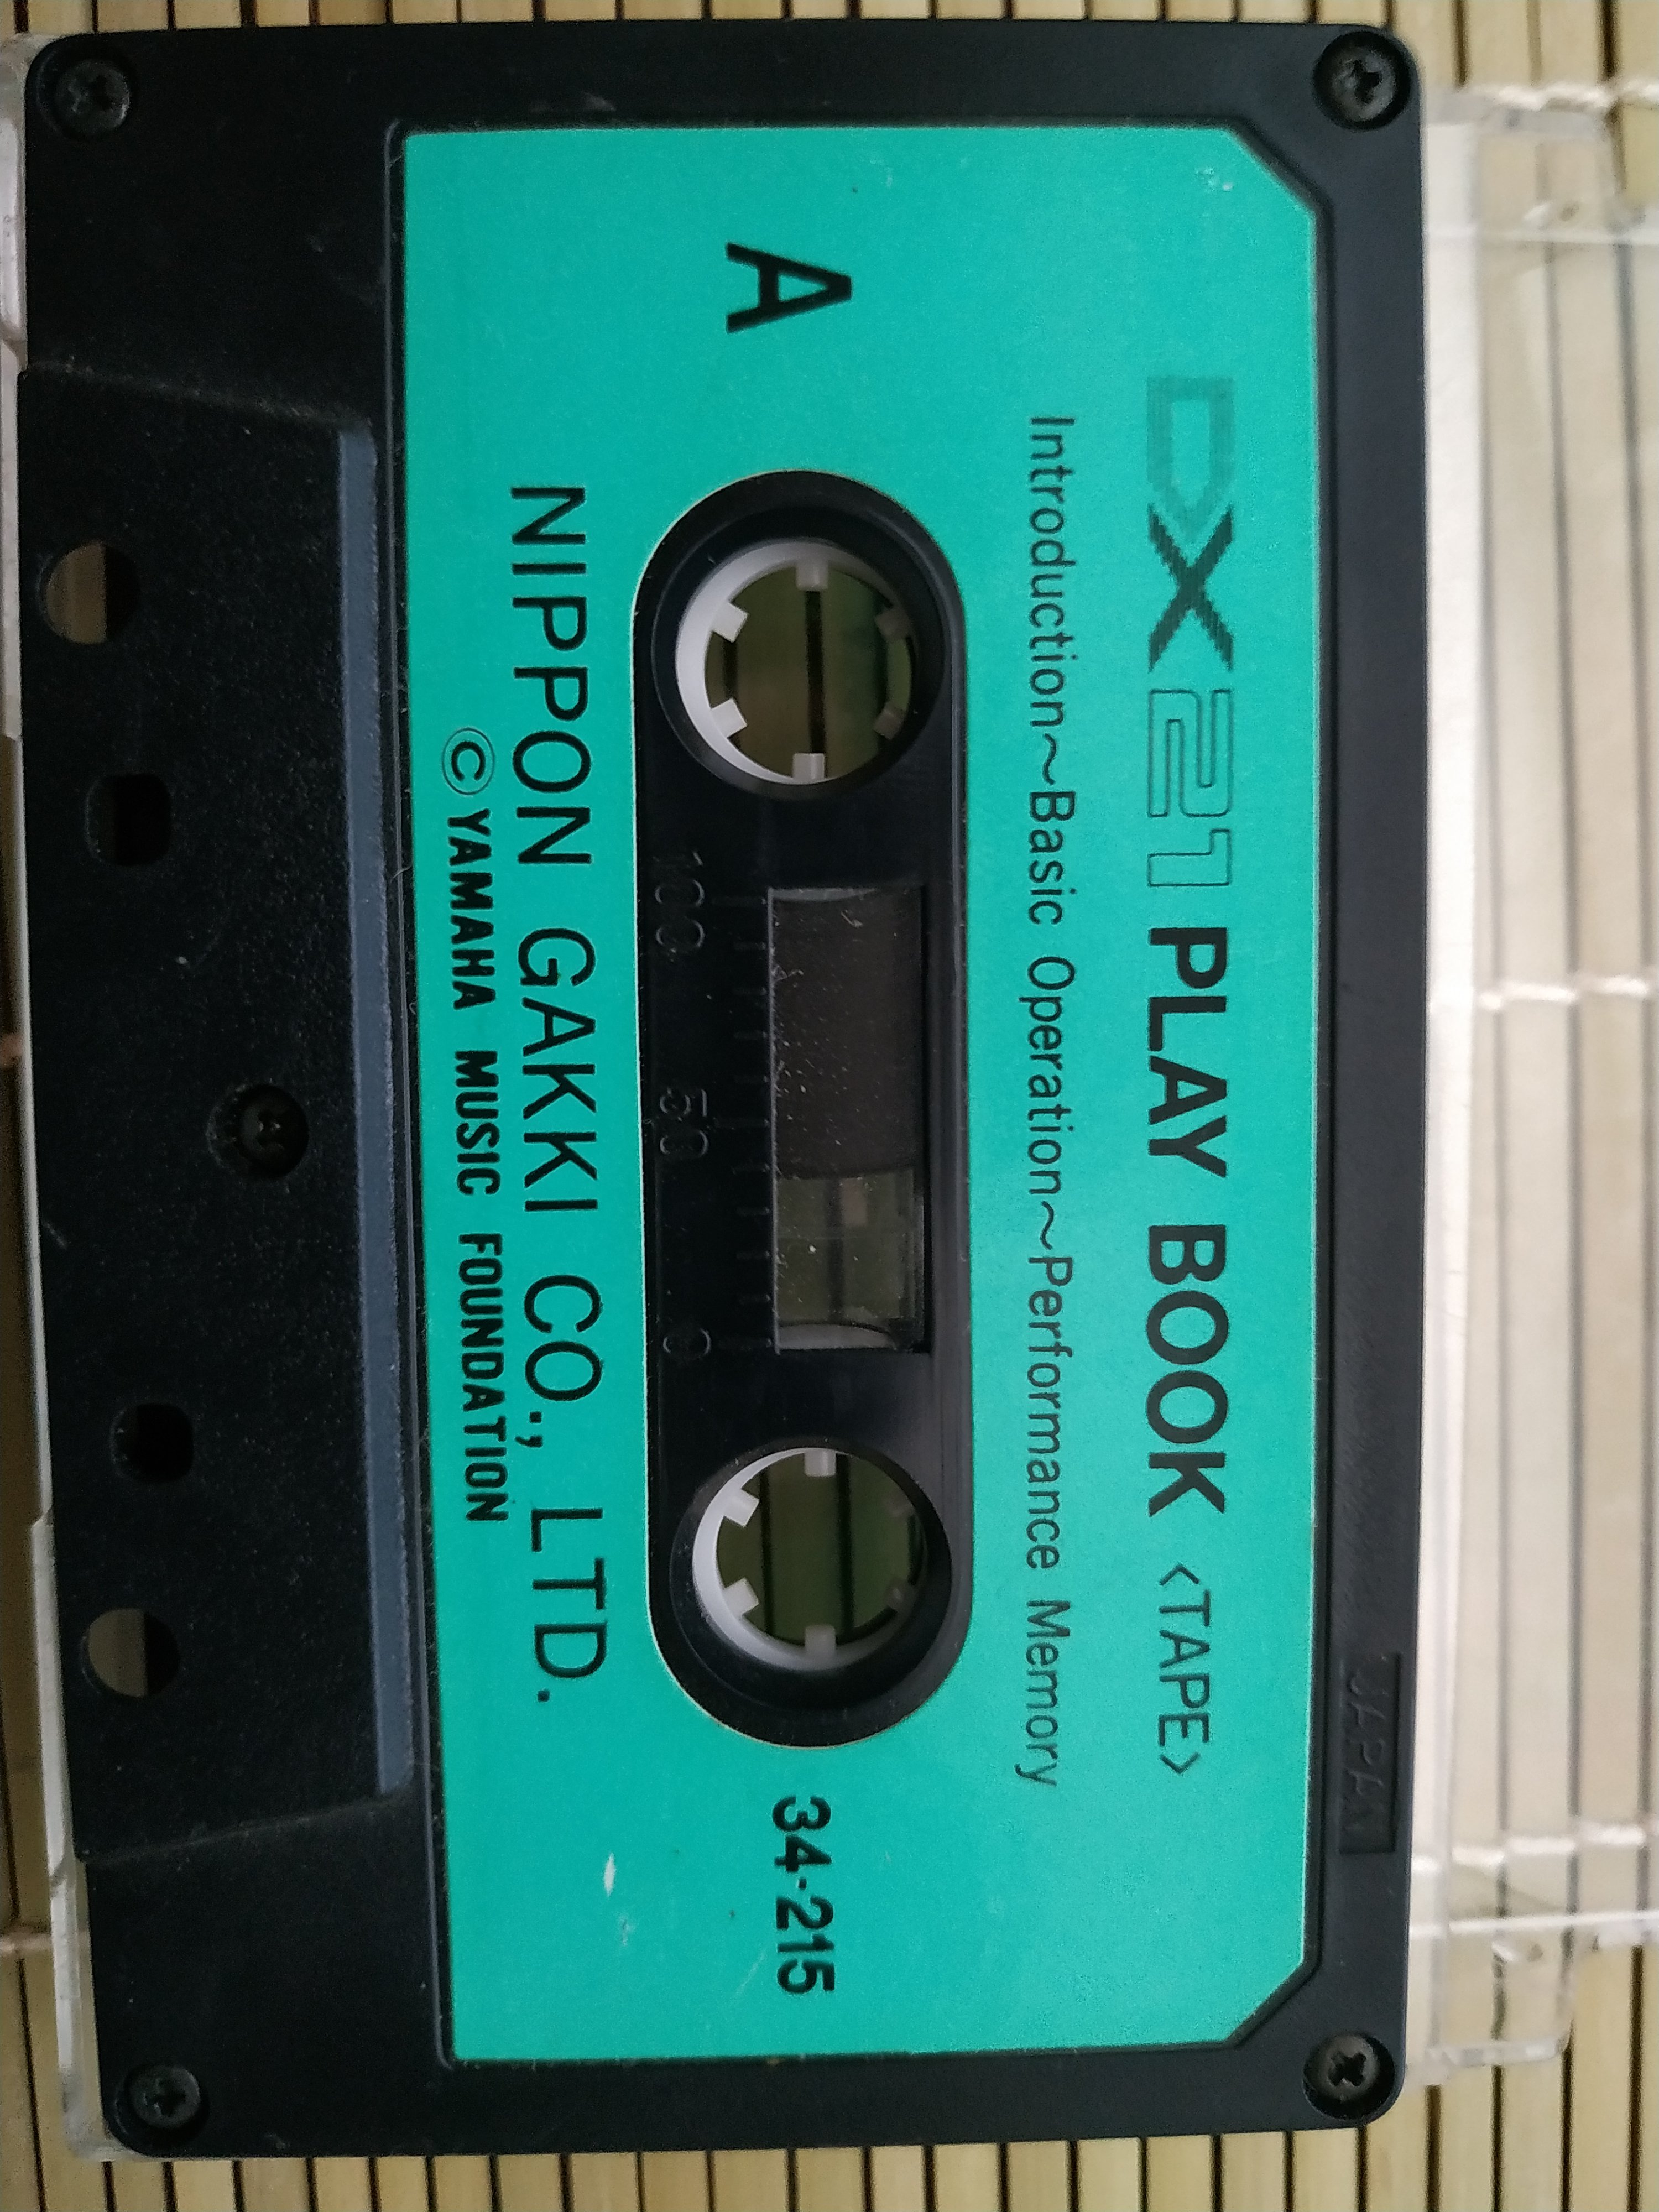 JAPAN
DX21 PLAY BOOK <TAPE>
Introduction~Basic Operation~Performance Memory
A
34-215
100 50 0
NIPPON GAKKI CO., LTD.
©YAMAHA MUSIC FOUNDATION